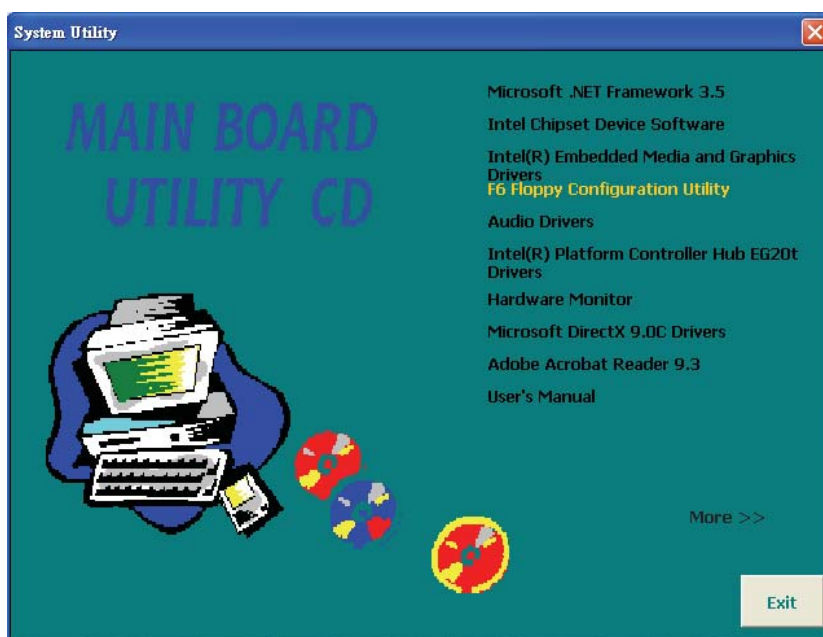 System Utility
MAIN BOARD
UTILITY CD
Microsoft .NET Framework 3.5
Intel Chipset Device Software
Intel(R) Embedded Media and Graphics
Drivers
F6 Floppy Configuration Utility
Audio Drivers
Intel(R) Platform Controller Hub EG20t
Drivers
Hardware Monitor
Microsoft DirectX 9.0C Drivers
Adobe Acrobat Reader 9.3
User's Manual
More >>
Exit